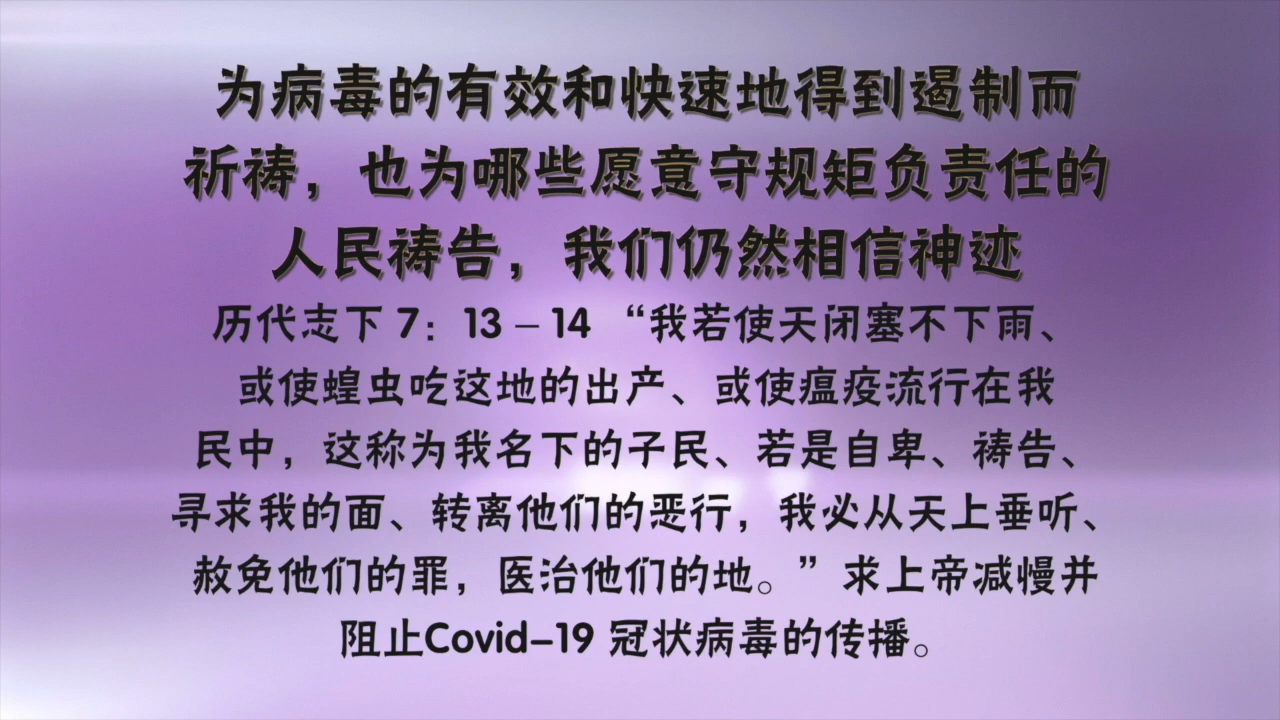 为病毒的有效和快速地得到遏制而
祈祷，也为哪些愿意守规矩负责任的
人民祷告，我们仍然相信神迹
历代志下 7：13 – 14 “我若使天闭塞不下雨、
或使蝗虫吃这地的出产、或使瘟疫流行在我
民中，这称为我名下的子民、若是自卑、祷告、
寻求我的面、转离他们的恶行，我必从天上垂听、
赦免他们的罪，医治他们的地。” 求上帝减慢并
阻止Covid-19 冠状病毒的传播。